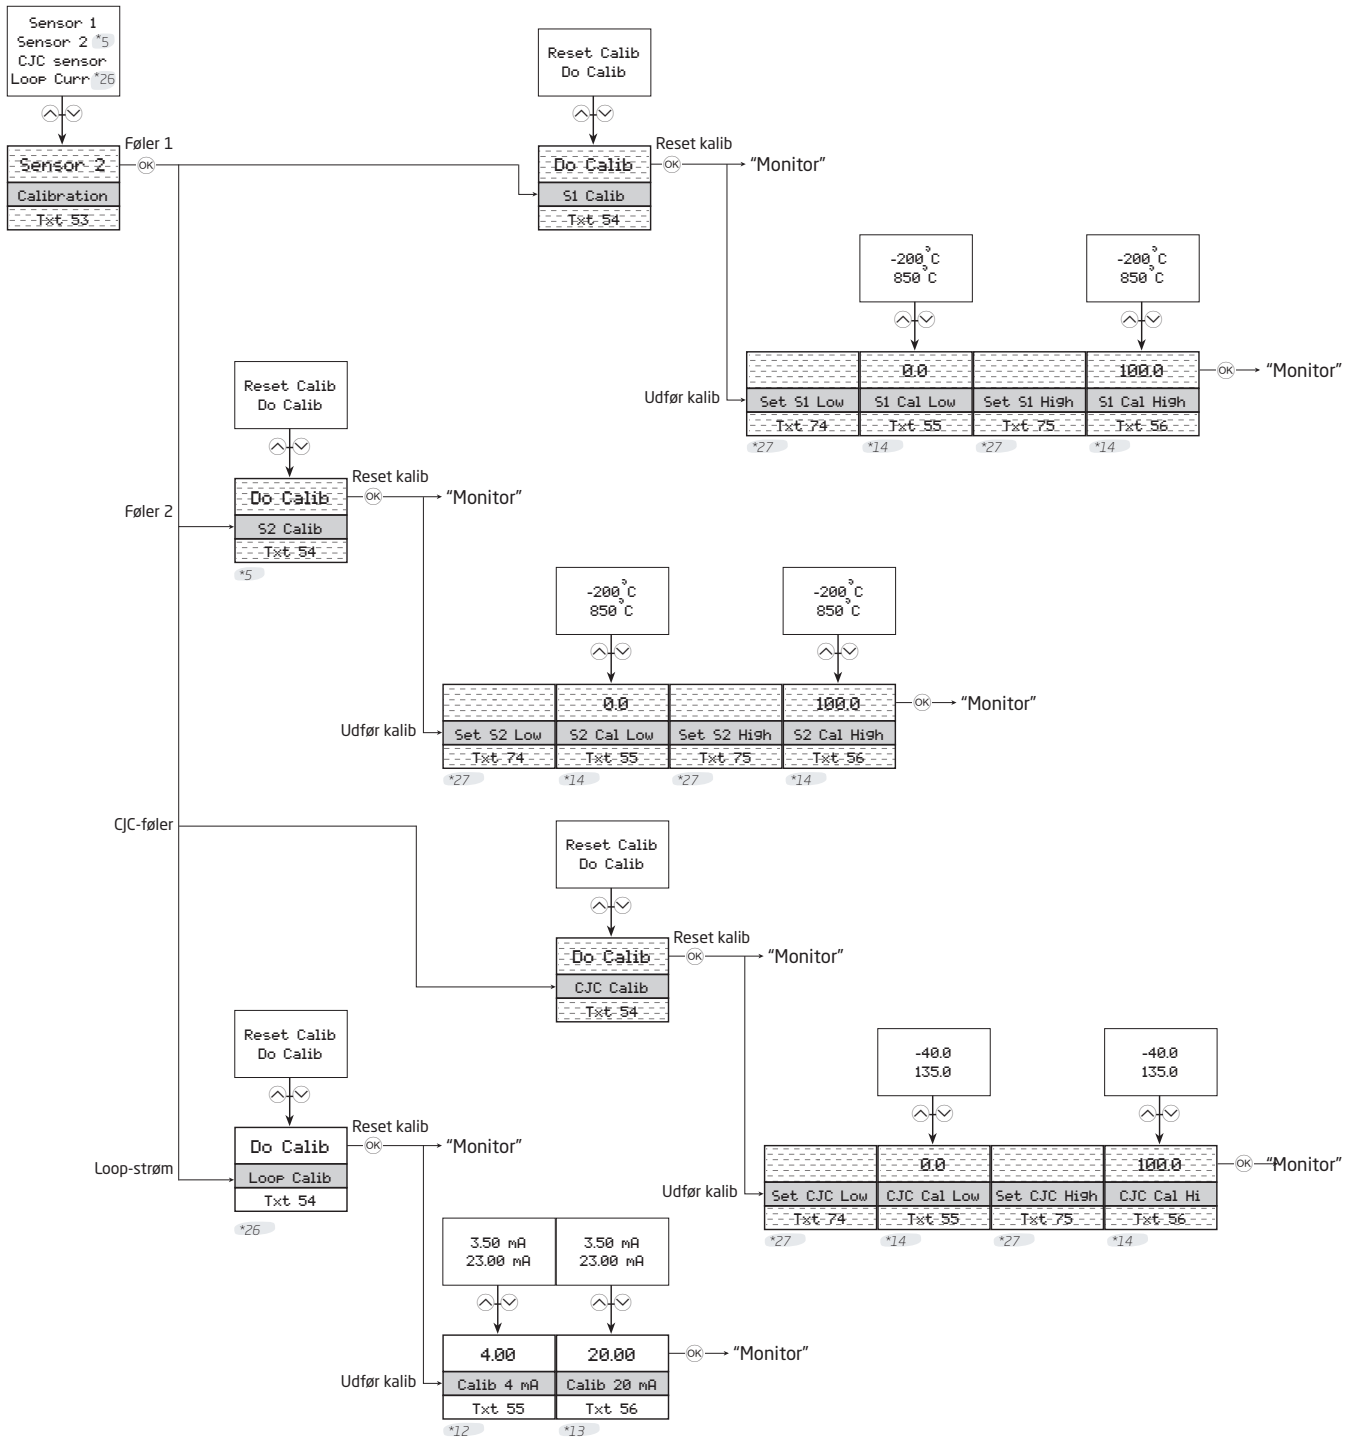 Sensor 1
Sensor 2 *5
CJC sensor
Loop Curr *26
Føler 1
Sensor 2
OK
Calibration
Txt 53
Reset Calib
Do Calib
Reset kalib
Do Calib
OK
"Monitor"
S1 Calib
Txt 54
-200°C
850°C
-200°C
850°C
0.0
100.0
OK
"Monitor"
Udfør kalib
Set S1 Low
S1 Cal Low
Set S1 High
S1 Cal High
Txt 74
Txt 55
Txt 75
Txt 56
*27
*14
*27
*14
Reset Calib
Do Calib
Reset kalib
Do Calib
OK
"Monitor"
Føler 2
S2 Calib
Txt 54
*5
-200°C
850°C
-200°C
850°C
0.0
100.0
OK
"Monitor"
Udfør kalib
Set S2 Low
S2 Cal Low
Set S2 High
S2 Cal High
Txt 74
Txt 55
Txt 75
Txt 56
*27
*14
*27
*14
CJC-føler
Reset Calib
Do Calib
Reset kalib
Do Calib
OK
"Monitor"
CJC Calib
Txt 54
-40.0
135.0
-40.0
135.0
0.0
100.0
OK
"Monitor"
Udfør kalib
Set CJC Low
CJC Cal Low
Set CJC High
CJC Cal Hi
Txt 74
Txt 55
Txt 75
Txt 56
*27
*14
*27
*14
Reset Calib
Do Calib
Reset kalib
Do Calib
OK
"Monitor"
Loop-strøm
Loop Calib
Txt 54
*26
3.50 mA
23.00 mA
3.50 mA
23.00 mA
4.00
20.00
OK
"Monitor"
Udfør kalib
Calib 4 mA
Calib 20 mA
Txt 55
Txt 56
*12
*13